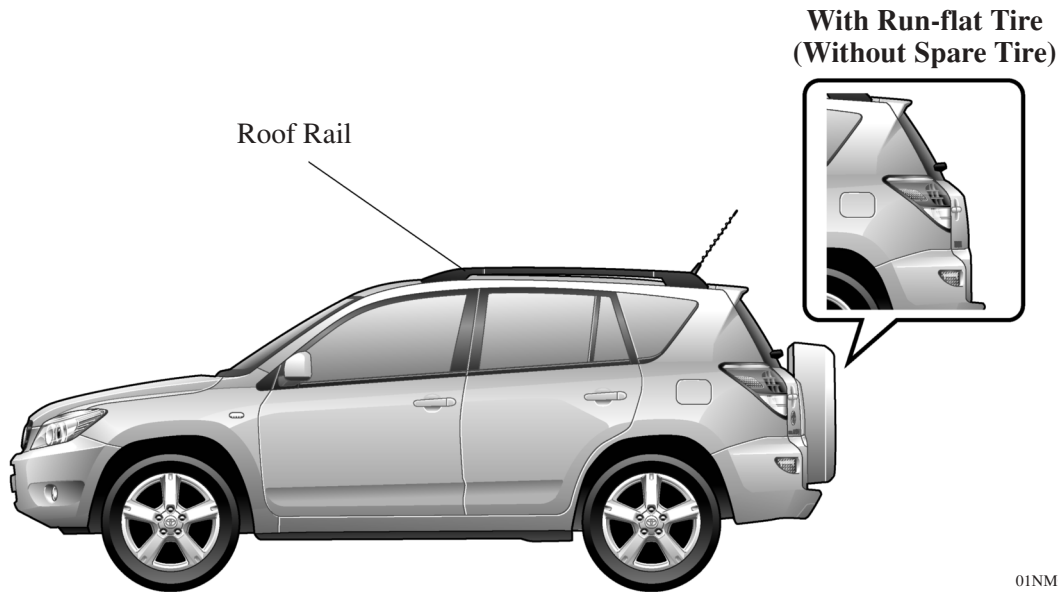 With Run-flat Tire
(Without Spare Tire)
Roof Rail
01NM